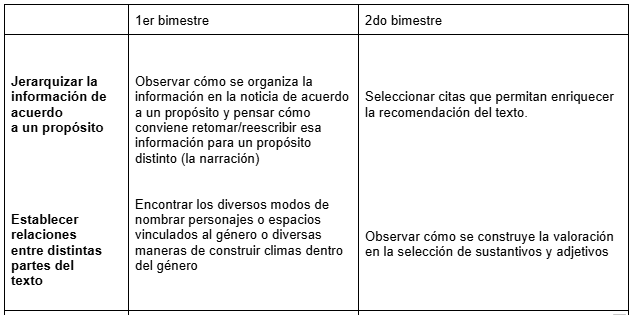 1er bimestre
2do bimestre
Jerarquizar la
información de
acuerdo
a un propósito
Observar cómo se organiza la
información en la noticia de acuerdo
a un propósito y pensar cómo
conviene retomar/reescribir esa
información para un propósito
distinto (la narración)
Seleccionar citas que permitan enriquecer
la recomendación del texto.
Establecer
relaciones
entre distintas
partes del
texto
Encontrar los diversos modos de
nombrar personajes o espacios
vinculados al género o diversas
maneras de construir climas dentro
del género
Observar cómo se construye la valoración
en la selección de sustantivos y adjetivos